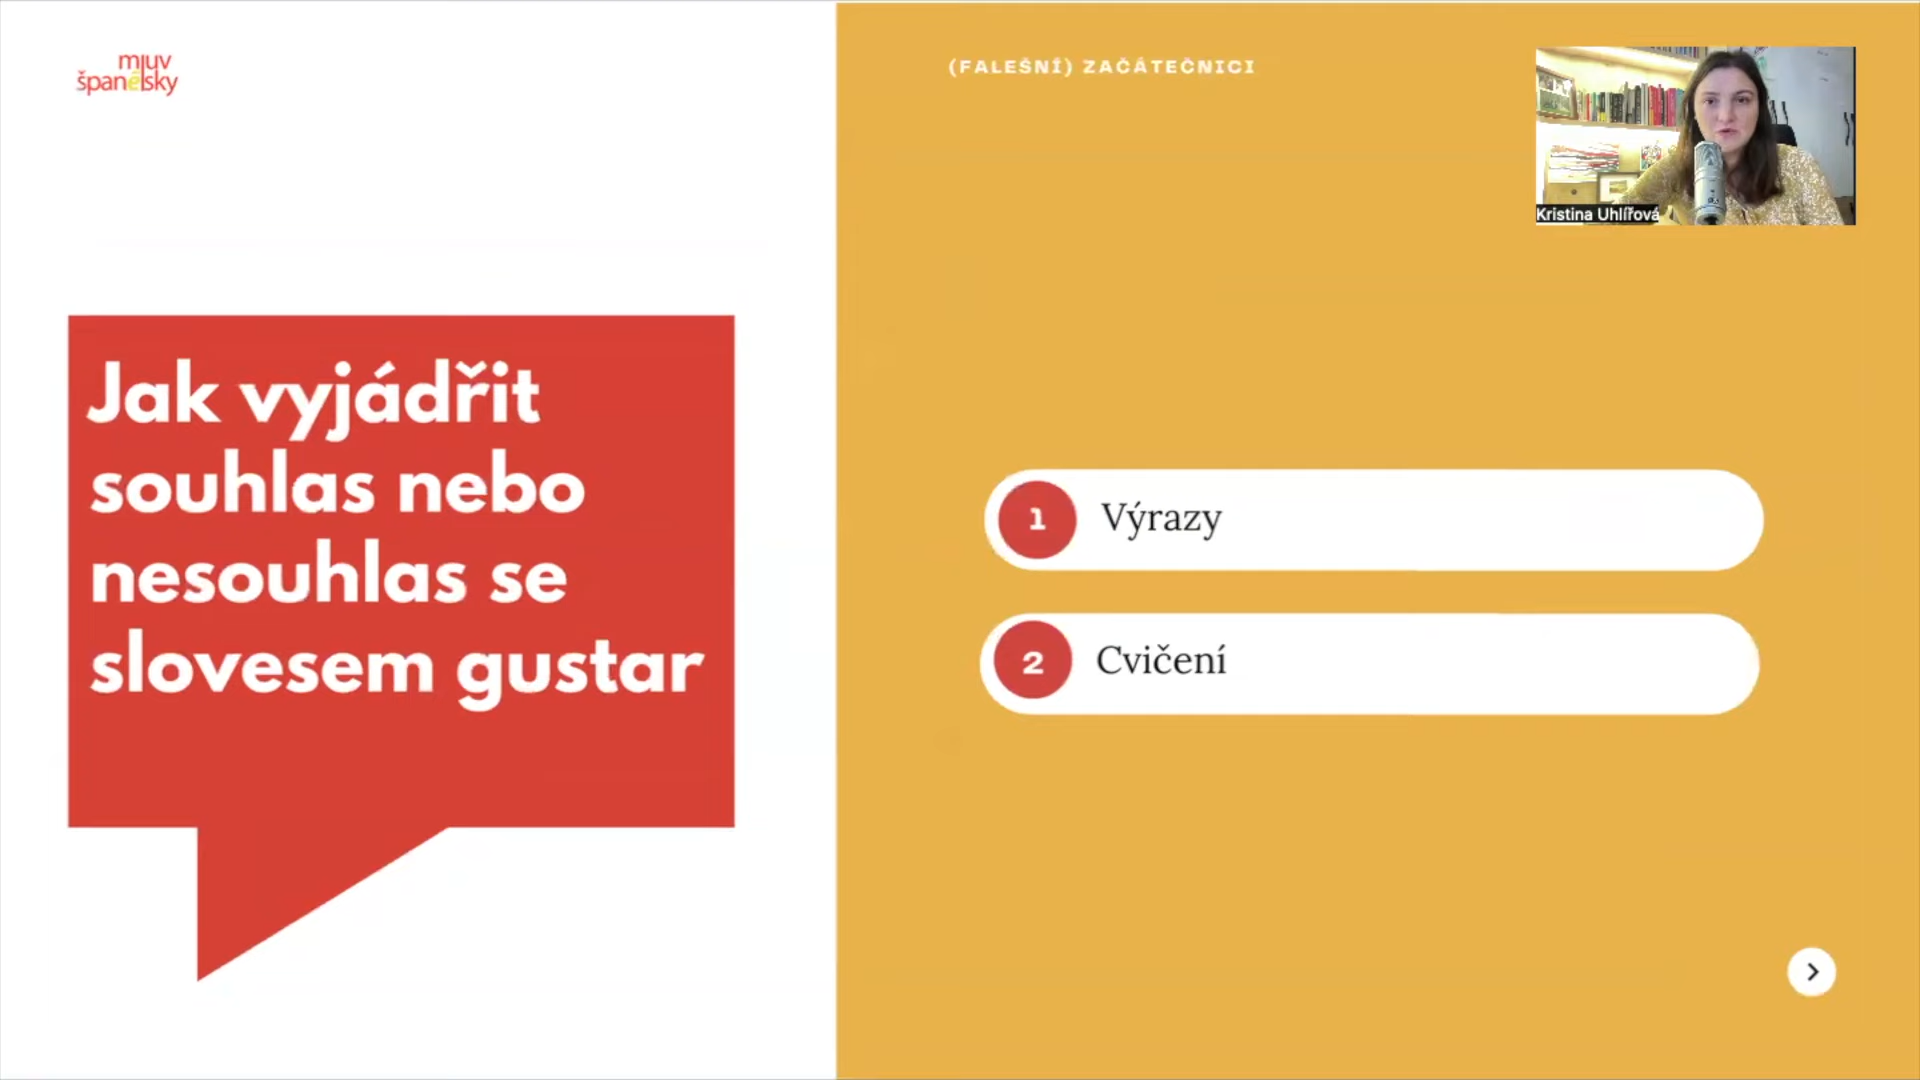 mluv
španělsky
(FALEŠNÍ) ZAČÁTEČNICI
Kristina Uhlířová
Jak vyjádřit
souhlas nebo
nesouhlas se
slovesem gustar
1 Výrazy
2 Cvičení